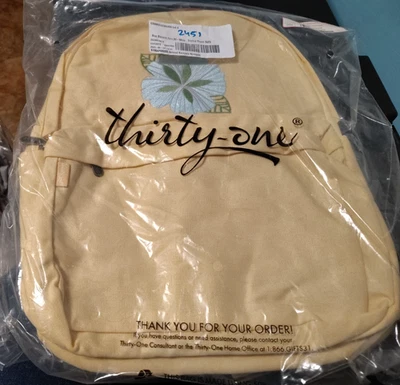 2451
thirty-one®
THANK YOU FOR YOUR ORDER!
If you have questions or need assistance, please contact your
Thirty-One Consultant or the Thirty-One Home Office at 1.866.GIFTS31.